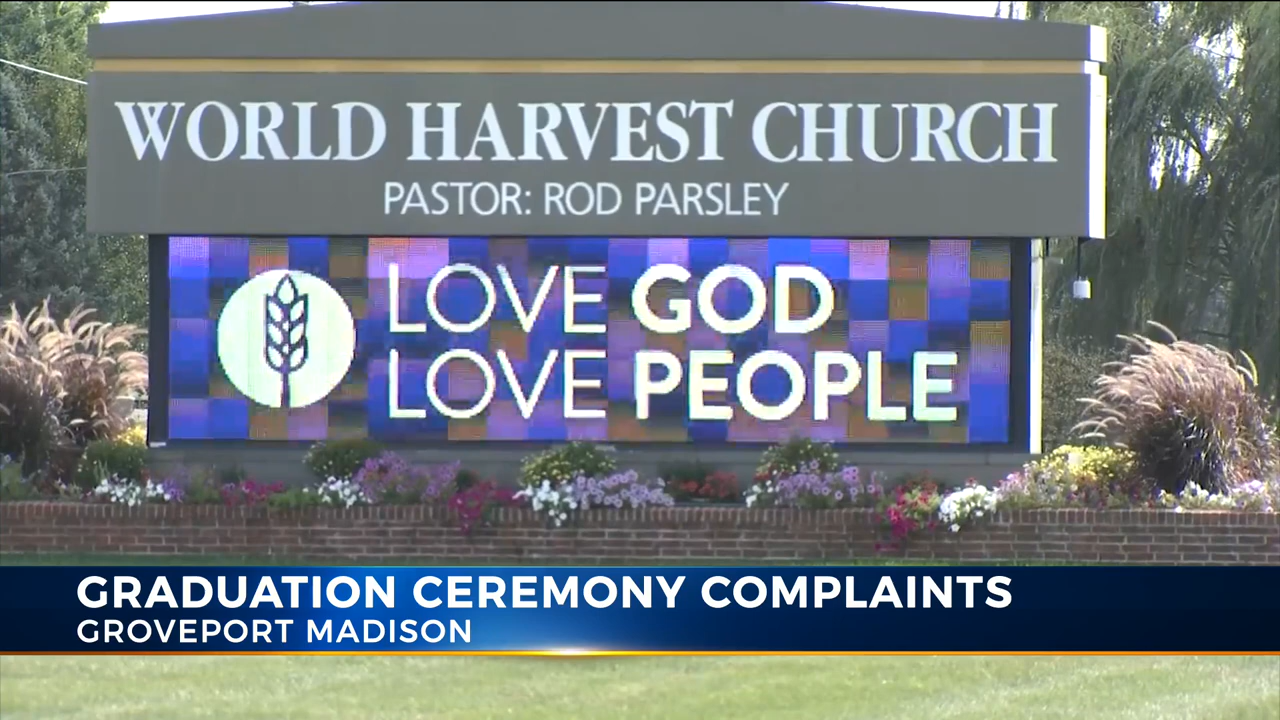 WORLD HARVEST CHURCH
PASTOR: ROD PARSLEY
LOVE GOD
LOVE PEOPLE
GRADUATION CEREMONY COMPLAINTS
GROVEPORT MADISON